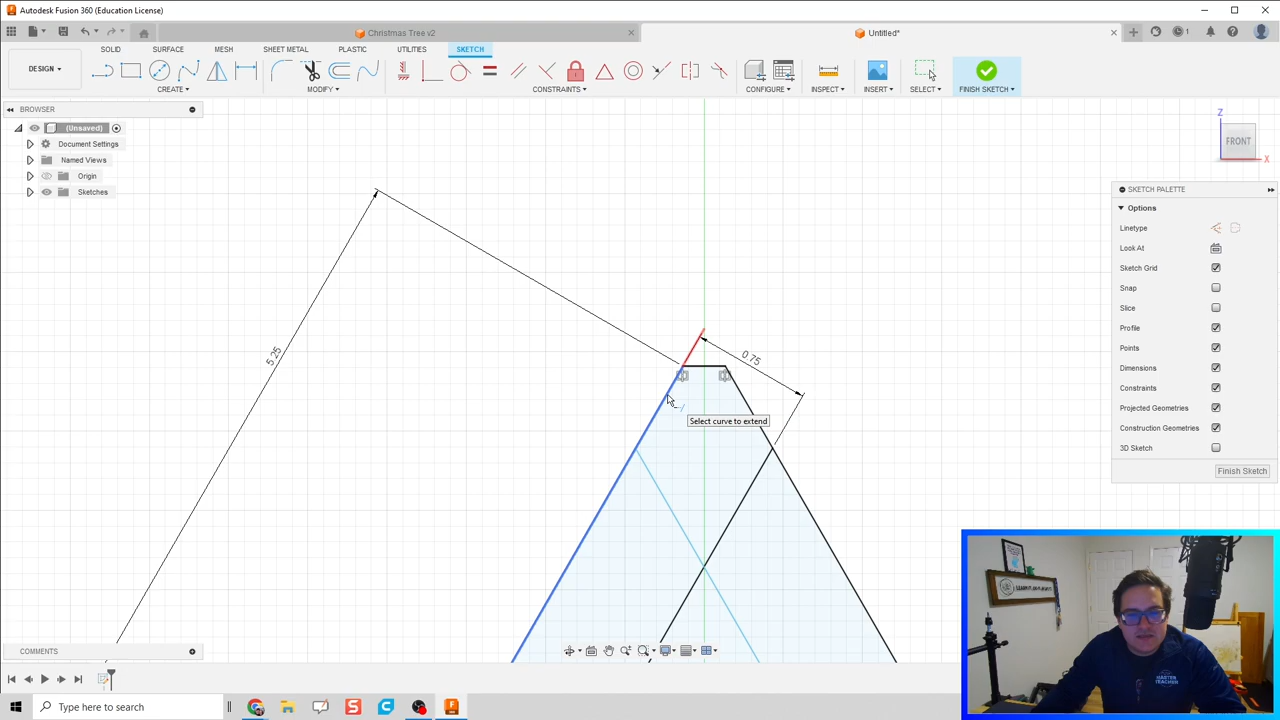 Autodesk Fusion 360 (Education License)
Christmas Tree v2
Untitled*
1
DESIGN
SOLID
SURFACE
MESH
SHEET METAL
PLASTIC
UTILITIES
SKETCH
CREATE
MODIFY
CONSTRAINTS
CONFIGURE
INSPECT
INSERT
SELECT
FINISH SKETCH
BROWSER
(Unsaved)
Document Settings
Named Views
Origin
Sketches
Z
FRONT
X
SKETCH PALETTE
Options
Linetype
Look At
Sketch Grid
Snap
Slice
Profile
Points
Dimensions
Constraints
Projected Geometries
Construction Geometries
3D Sketch
Finish Sketch
5.25
0.75
Select curve to extend
COMMENTS
MASTER
TEACHER
Type here to search